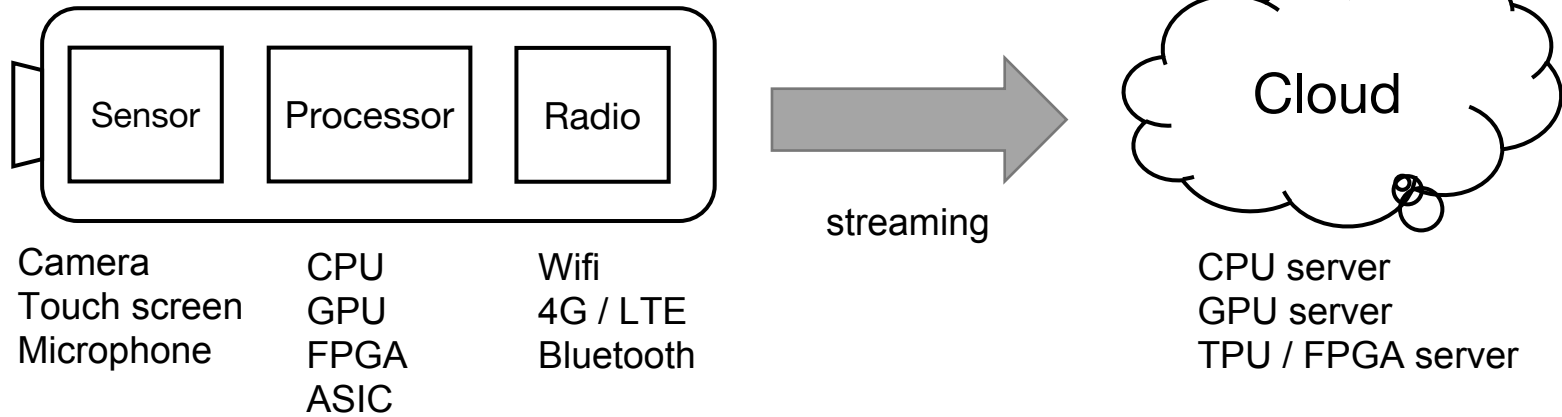 Sensor
Processor
Radio
Cloud
streaming
Camera
Touch screen
Microphone
CPU
GPU
FPGA
ASIC
Wifi
4G / LTE
Bluetooth
CPU server
GPU server
TPU / FPGA server